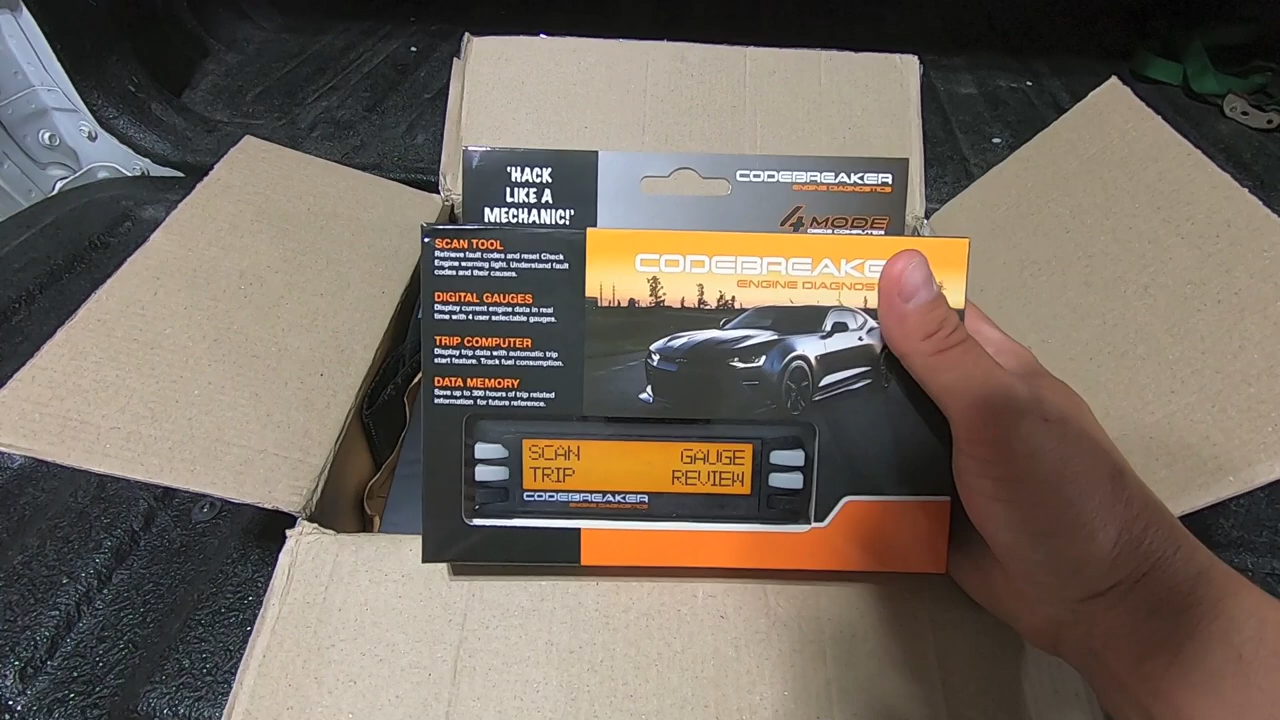 'HACK
LIKE A
MECHANIC!'
CODEBREAKER
ENGINE DIAGNOSTICS
4 MODE
OBD2 COMPUTER
SCAN TOOL
Retrieve fault codes and reset Check
Engine warning light. Understand fault
codes and their causes.
DIGITAL GAUGES
Display current engine data in real
time with 4 user selectable gauges.
TRIP COMPUTER
Display trip data with automatic trip
start feature. Track fuel consumption.
DATA MEMORY
Save up to 300 hours of trip related
information for future reference.
CODEBREAKE
ENGINE DIAGNOS
SCAN GAUGE
TRIP REVIEW
CODEBREAKER
ENGINE DIAGNOSTICS